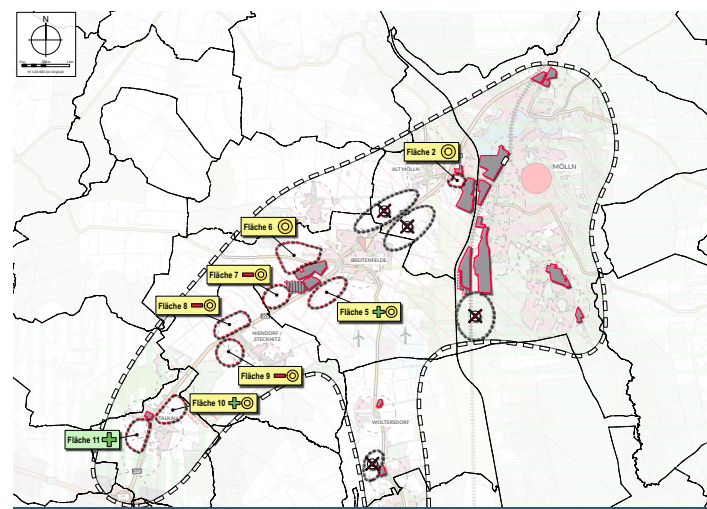 N
Fläche 2
MÖLLN
ALT MÖLLN
Fläche 6
BREITENFELDE
Fläche 7
Fläche 8
Fläche 5
NIENDORF /
STECKNITZ
Fläche 9
Fläche 10
TALKAU
WOLTERSDORF
Fläche 11